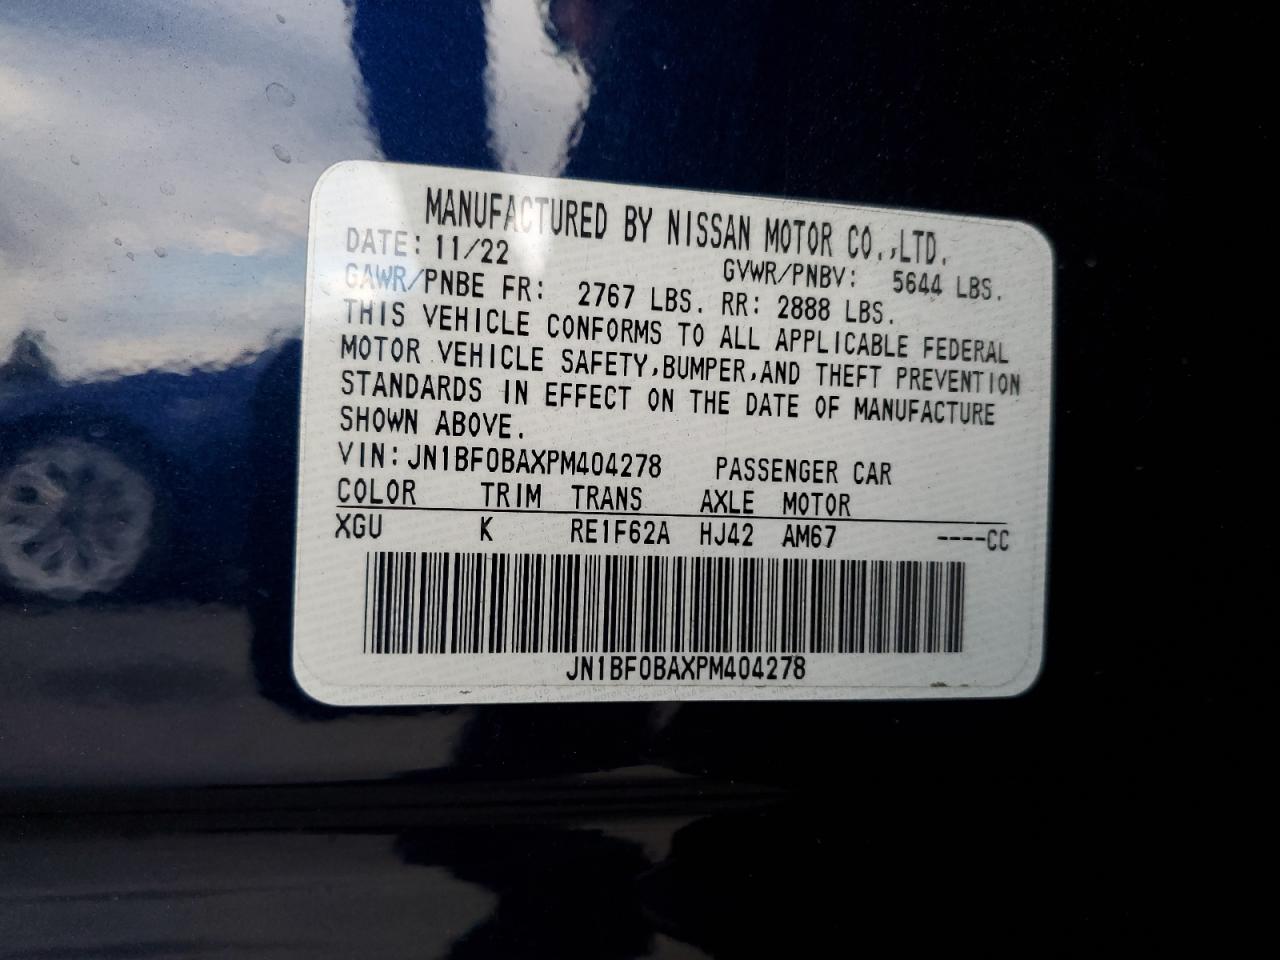 MANUFACTURED BY NISSAN MOTOR CO.,LTD.
DATE: 11/22 GVWR/PNBV: 5644 LBS.
GAWR/PNBE FR: 2767 LBS. RR: 2888 LBS.
THIS VEHICLE CONFORMS TO ALL APPLICABLE FEDERAL
MOTOR VEHICLE SAFETY,BUMPER,AND THEFT PREVENTION
STANDARDS IN EFFECT ON THE DATE OF MANUFACTURE
SHOWN ABOVE.
VIN:JN1BF0BAXPM404278 PASSENGER CAR
COLOR TRIM TRANS AXLE MOTOR
XGU K RE1F62A HJ42 AM67 ----CC
JN1BF0BAXPM404278